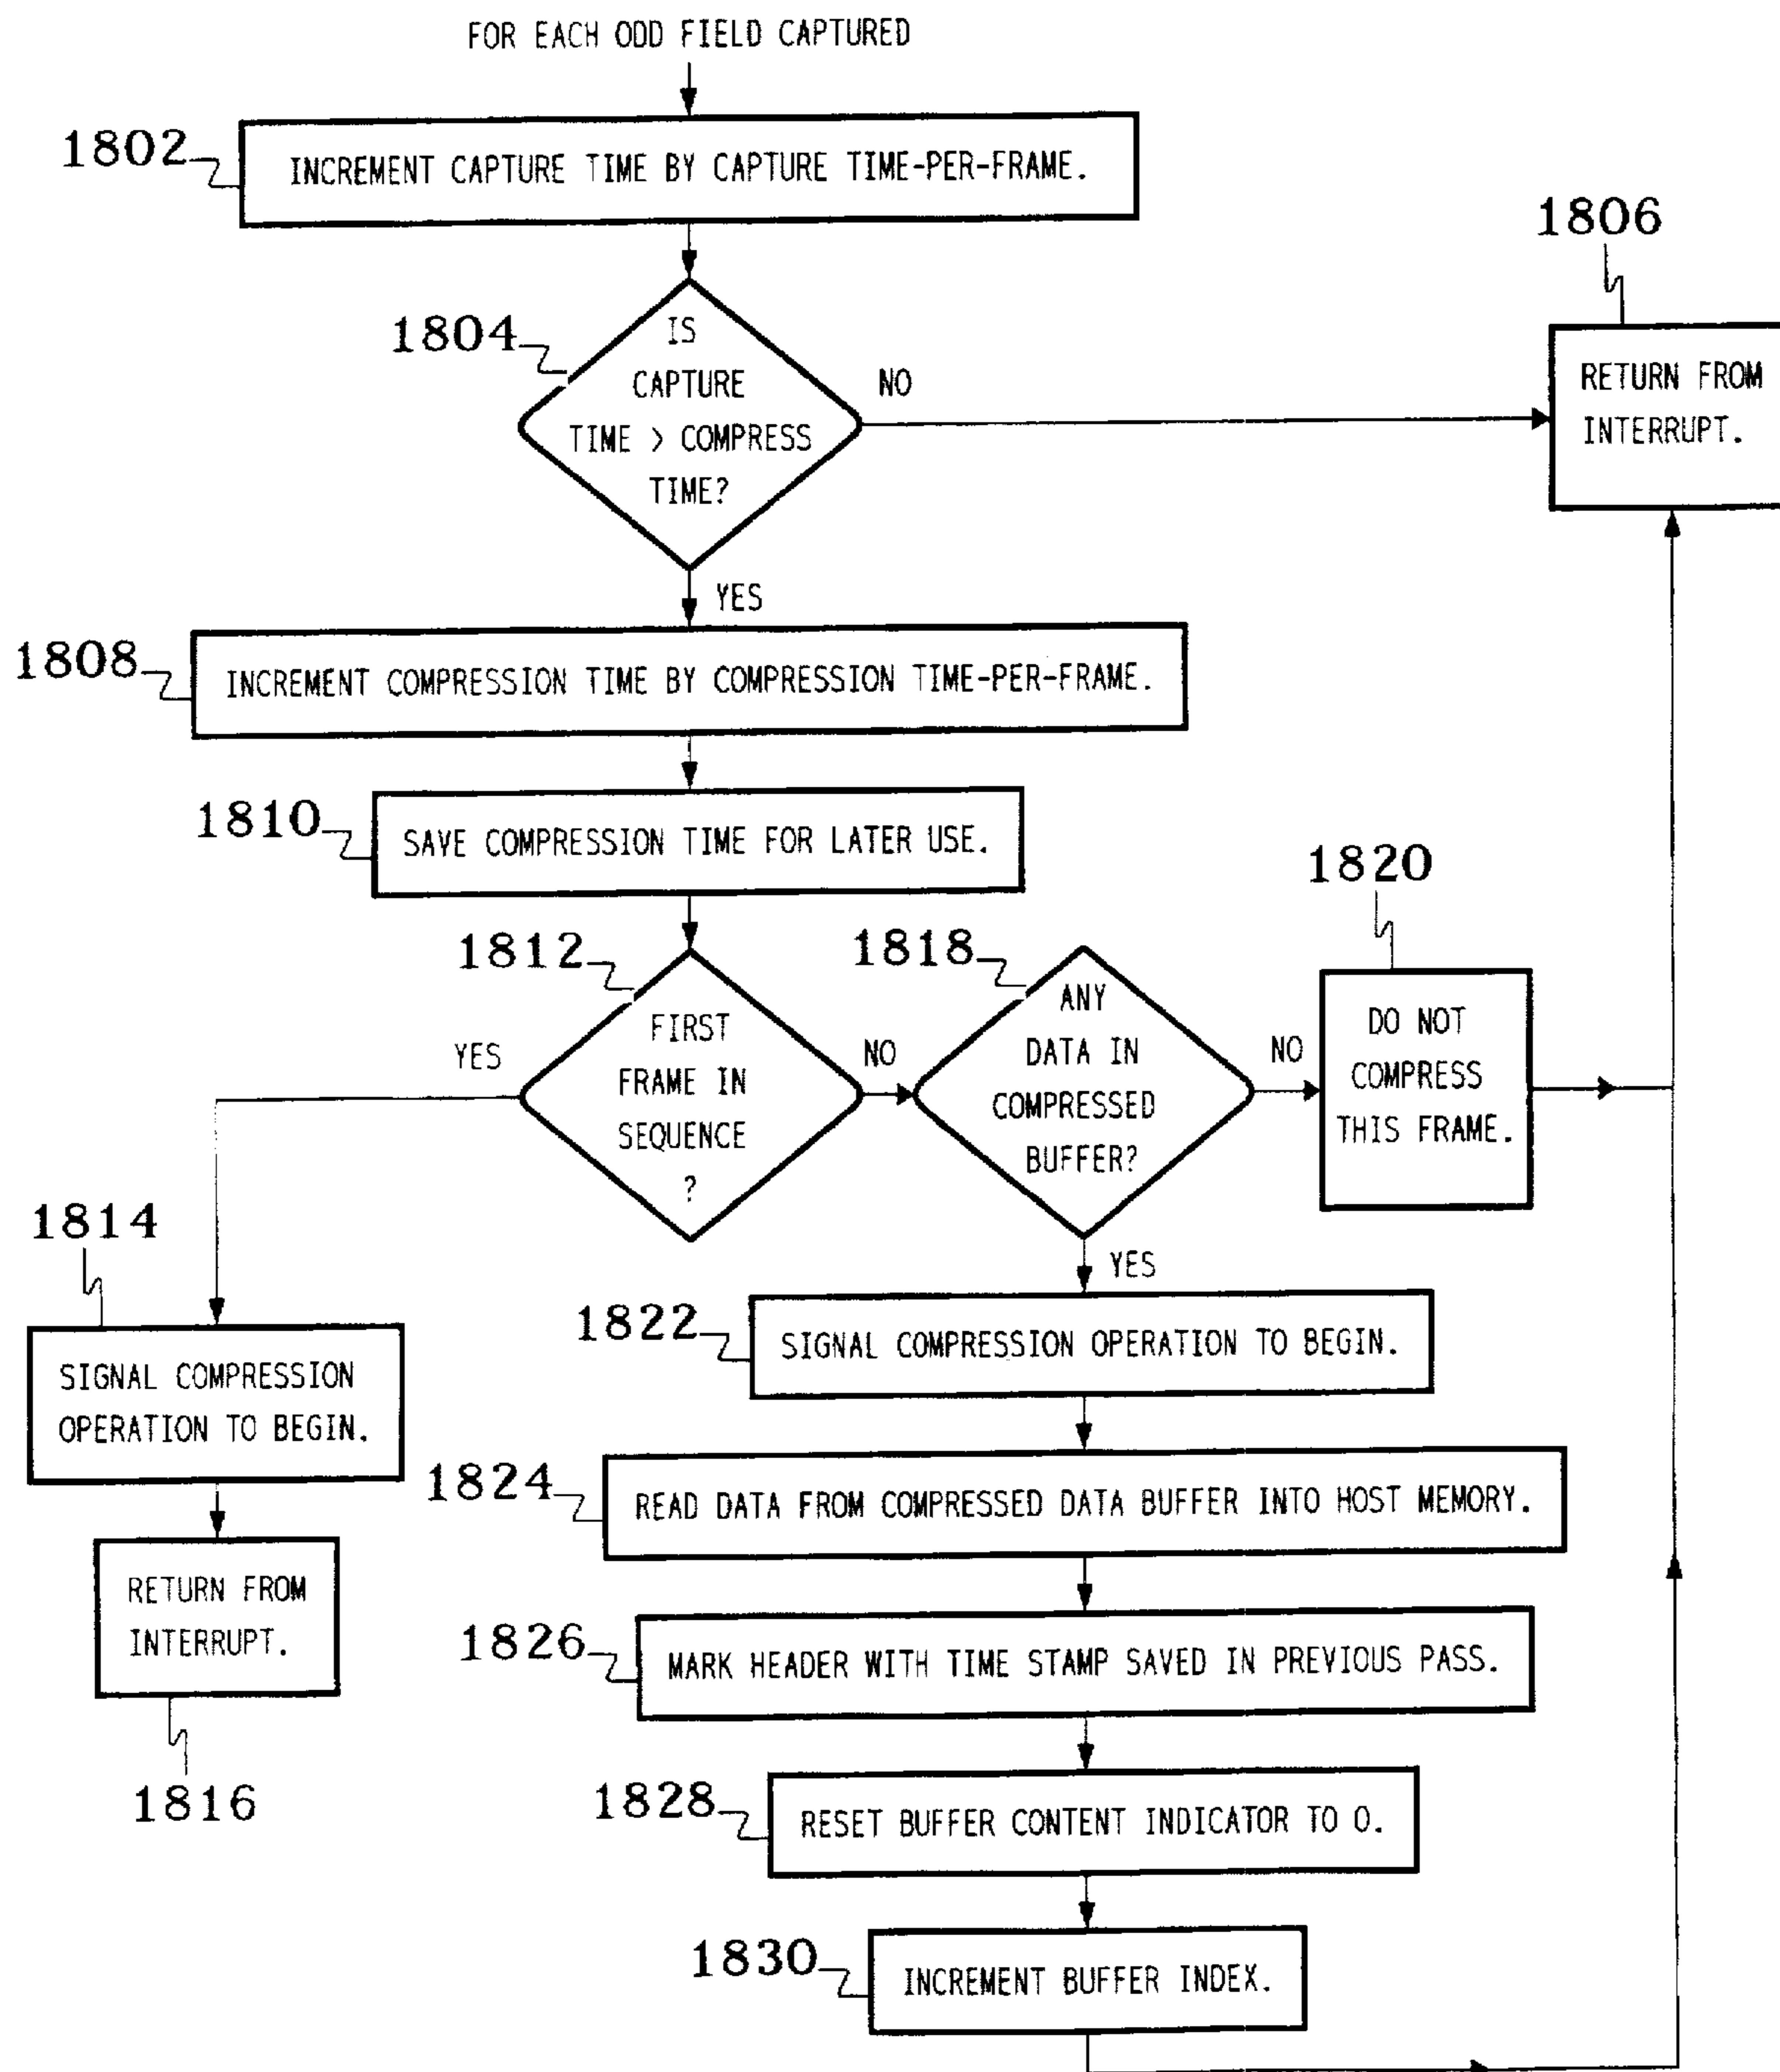 FOR EACH ODD FIELD CAPTURED
1802
INCREMENT CAPTURE TIME BY CAPTURE TIME-PER-FRAME.
1806
1804
IS
CAPTURE
TIME > COMPRESS
TIME?
NO
RETURN FROM
INTERRUPT.
YES
1808
INCREMENT COMPRESSION TIME BY COMPRESSION TIME-PER-FRAME.
1810
SAVE COMPRESSION TIME FOR LATER USE.
1812
FIRST
FRAME IN
SEQUENCE
?
YES
NO
1818
ANY
DATA IN
COMPRESSED
BUFFER?
NO
1820
DO NOT
COMPRESS
THIS FRAME.
YES
1814
SIGNAL COMPRESSION
OPERATION TO BEGIN.
RETURN FROM
INTERRUPT.
1816
1822
SIGNAL COMPRESSION OPERATION TO BEGIN.
1824
READ DATA FROM COMPRESSED DATA BUFFER INTO HOST MEMORY.
1826
MARK HEADER WITH TIME STAMP SAVED IN PREVIOUS PASS.
1828
RESET BUFFER CONTENT INDICATOR TO 0.
1830
INCREMENT BUFFER INDEX.